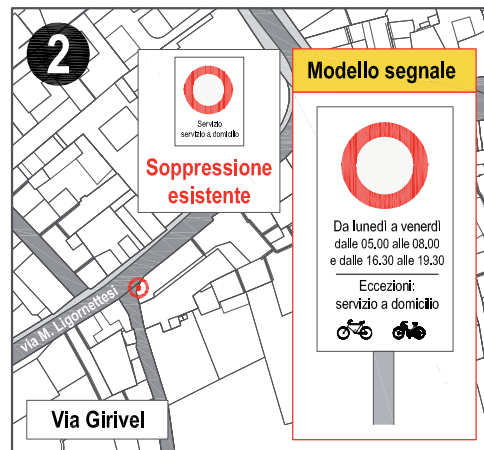 2
Servizio
servizio a domicilio
Soppressione
esistente
Modello segnale
Da lunedì a venerdì
dalle 05.00 alle 08.00
e dalle 16.30 alle 19.30
Eccezioni:
servizio a domicilio
via M. Ligornettesi
Via Girivel